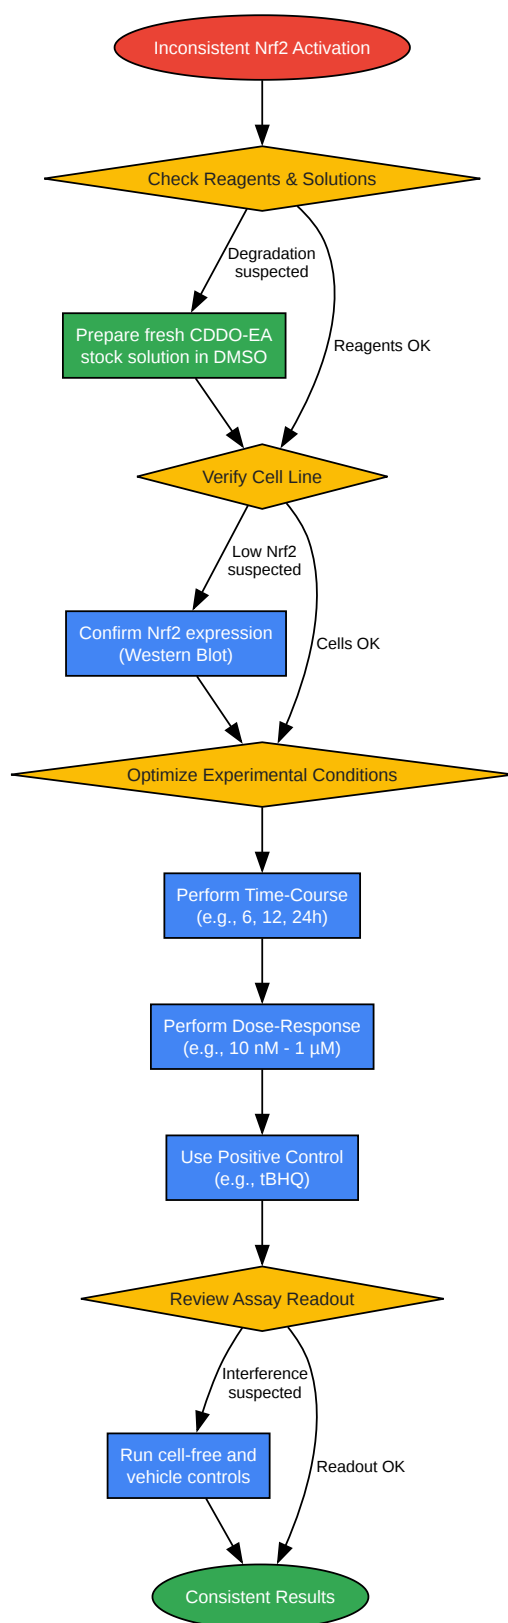 Inconsistent Nrf2 Activation
Check Reagents & Solutions
Degradation
suspected
Reagents OK
Prepare fresh CDDO-EA
stock solution in DMSO
Verify Cell Line
Low Nrf2
suspected
Cells OK
Confirm Nrf2 expression
(Western Blot)
Optimize Experimental Conditions
Perform Time-Course
(e.g., 6, 12, 24h)
Perform Dose-Response
(e.g., 10 nM - 1 µM)
Use Positive Control
(e.g., tBHQ)
Review Assay Readout
Interference
suspected
Readout OK
Run cell-free and
vehicle controls
Consistent Results